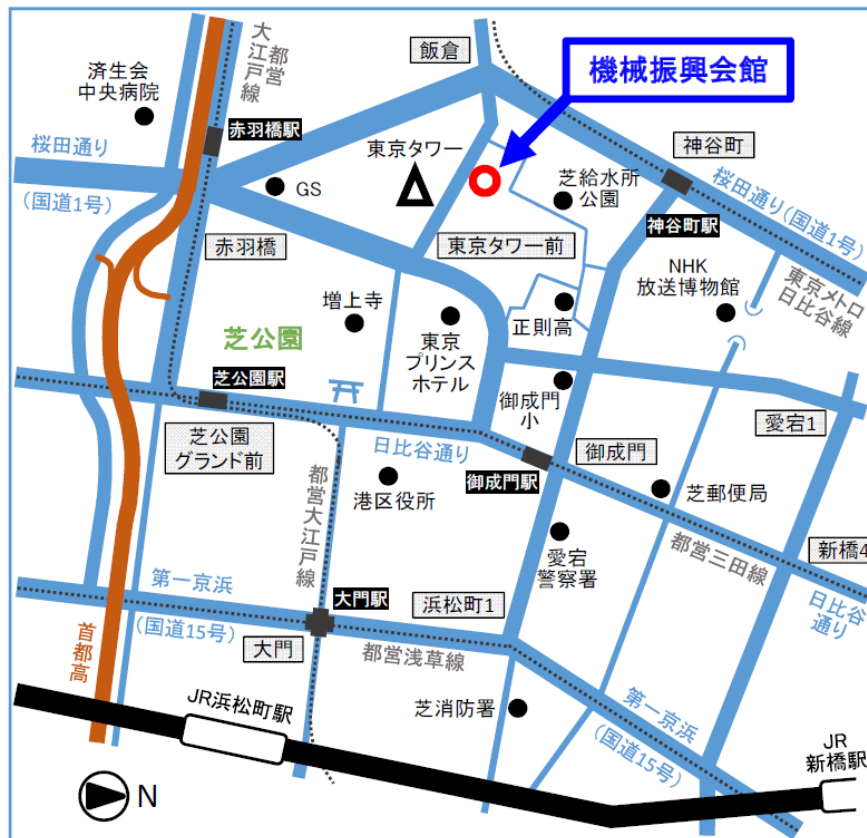 大江戸線
都営
飯倉
機械振興会館
済生会
中央病院
赤羽橋駅
東京タワー
桜田通り
(国道1号)
GS
芝給水所
公園
神谷町
神谷町駅
桜田通り(国道1号)
赤羽橋
東京タワー前
NHK
放送博物館
東京メトロ
日比谷線
増上寺
芝公園
東京
プリンス
ホテル
正則高
芝公園駅
御成門
小
愛宕1
芝公園
グランド前
日比谷通り
御成門
御成門駅
港区役所
芝郵便局
都営大江戸線
愛宕
警察署
都営三田線
新橋4
第一京浜
(国道15号)
大門駅
浜松町1
日比谷
通り
首都高
大門
都営浅草線
JR浜松町駅
芝消防署
第一京浜
(国道15号)
JR
新橋駅
N